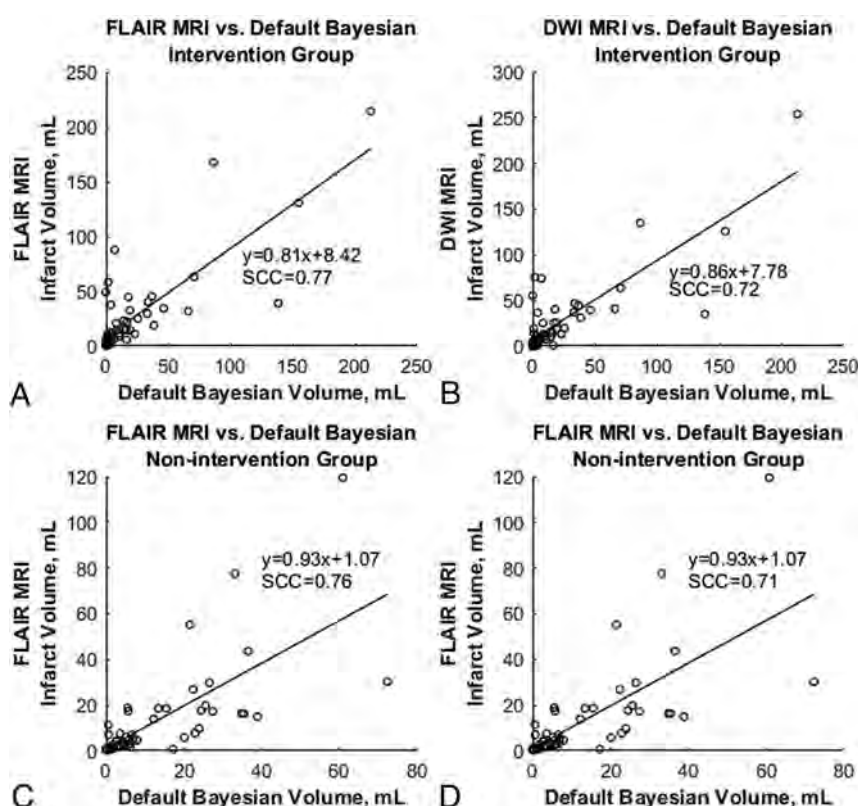 FLAIR MRI vs. Default Bayesian
Intervention Group
250
200
150
100
50
0
FLAIR MRI
Infarct Volume, mL
y=0.81x+8.42
SCC=0.77
0 50 100 150 200 250
Default Bayesian Volume, mL
A
DWI MRI vs. Default Bayesian
Intervention Group
300
250
200
150
100
50
0
DWI MRI
Infarct Volume, mL
y=0.86x+7.78
SCC=0.72
0 50 100 150 200 250
Default Bayesian Volume, mL
B
FLAIR MRI vs. Default Bayesian
Non-intervention Group
120
100
80
60
40
20
0
FLAIR MRI
Infarct Volume, mL
y=0.93x+1.07
SCC=0.76
0 20 40 60 80
Default Bayesian Volume, mL
C
FLAIR MRI vs. Default Bayesian
Non-intervention Group
120
100
80
60
40
20
0
FLAIR MRI
Infarct Volume, mL
y=0.93x+1.07
SCC=0.71
0 20 40 60 80
Default Bayesian Volume, mL
D